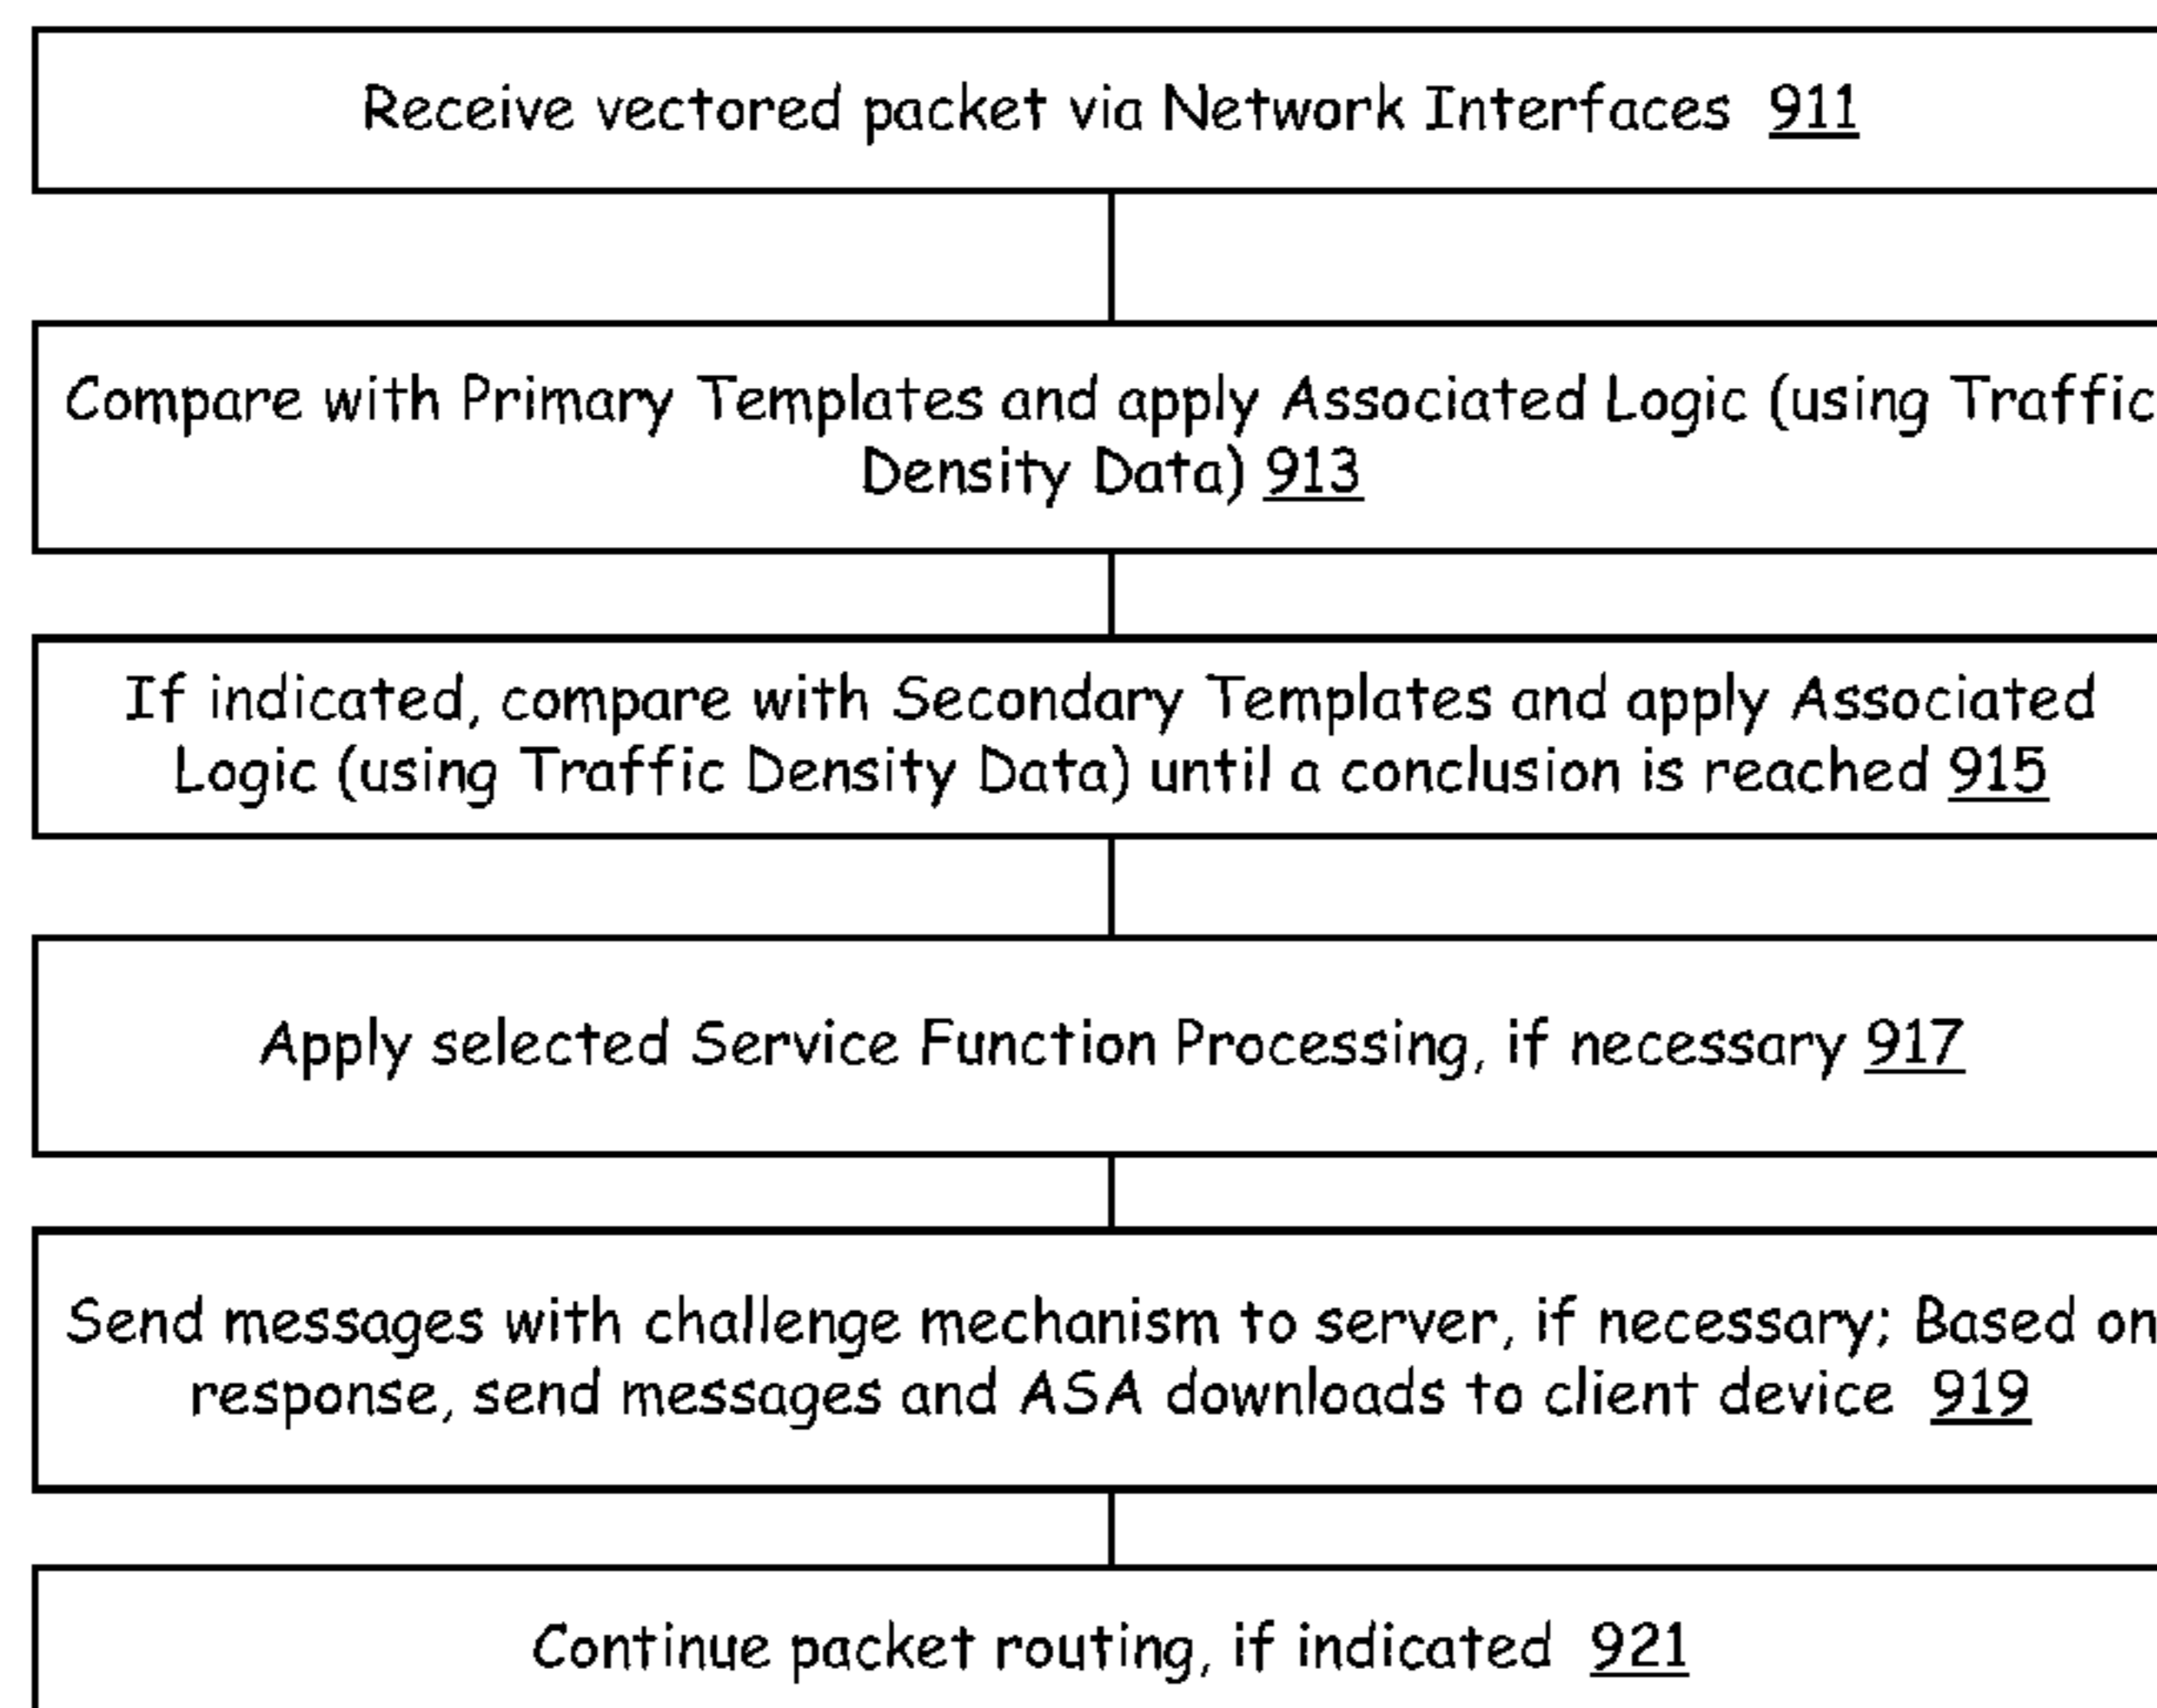 Receive vectored packet via Network Interfaces 911
Compare with Primary Templates and apply Associated Logic (using Traffic
Density Data) 913
If indicated, compare with Secondary Templates and apply Associated
Logic (using Traffic Density Data) until a conclusion is reached 915
Apply selected Service Function Processing, if necessary 917
Send messages with challenge mechanism to server, if necessary; Based on
response, send messages and ASA downloads to client device 919
Continue packet routing, if indicated 921